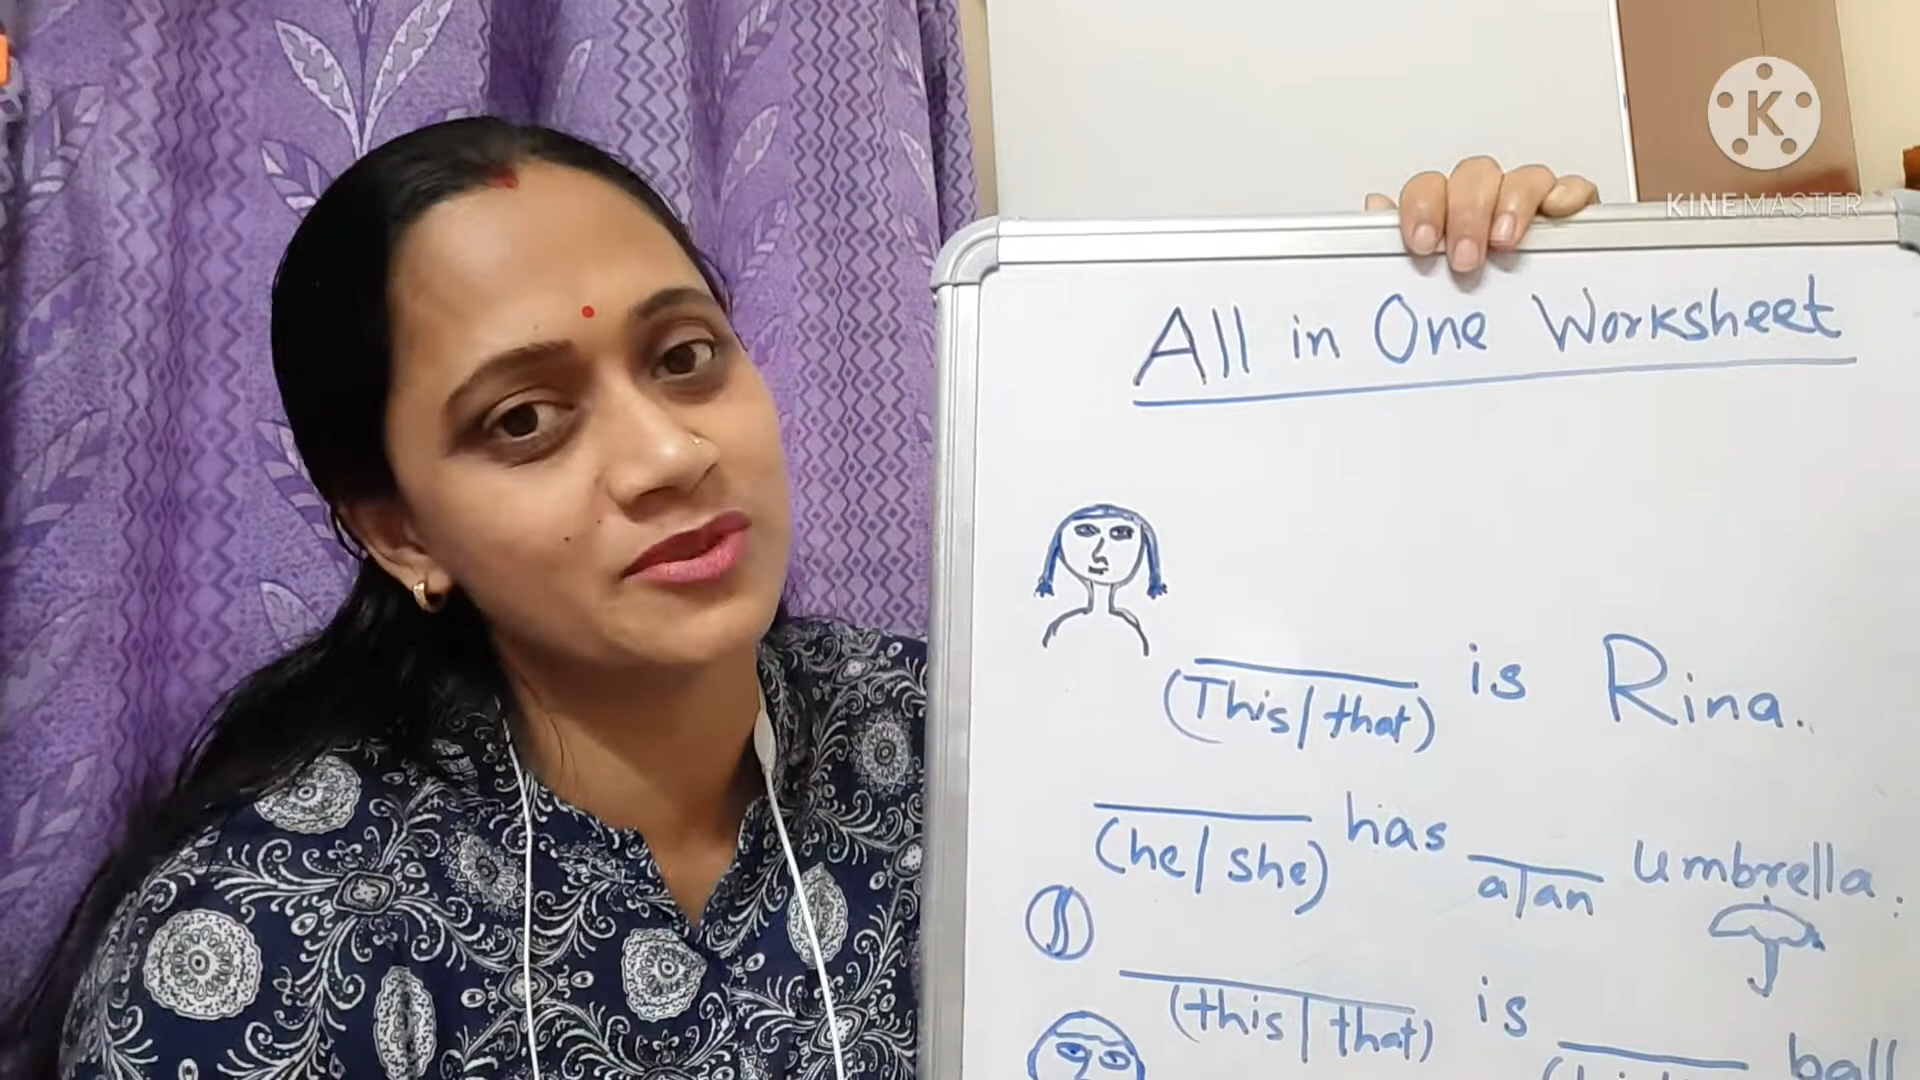 K
KINEMASTER
All in One Worksheet
is Rina.
(This/that)
has umbrella.
(he/she) a/an
is ball
(this/that)